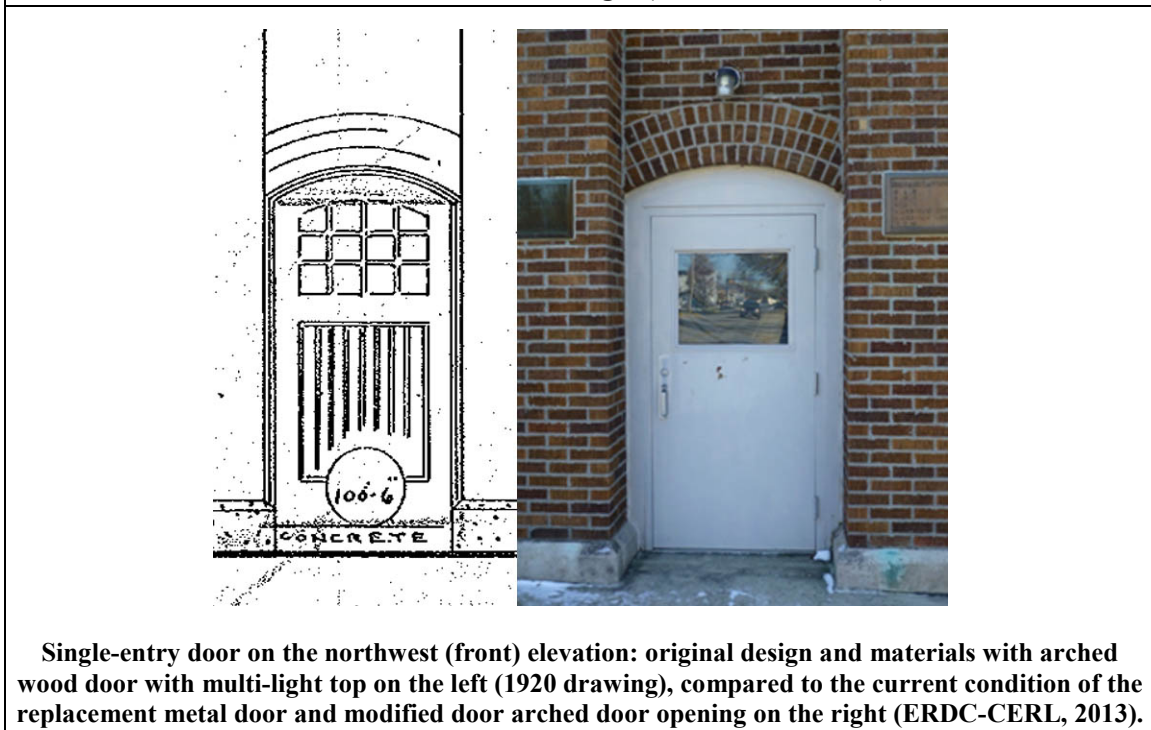 100'-6"
CONCRETE
Single-entry door on the northwest (front) elevation: original design and materials with arched
wood door with multi-light top on the left (1920 drawing), compared to the current condition of the
replacement metal door and modified door arched door opening on the right (ERDC-CERL, 2013).